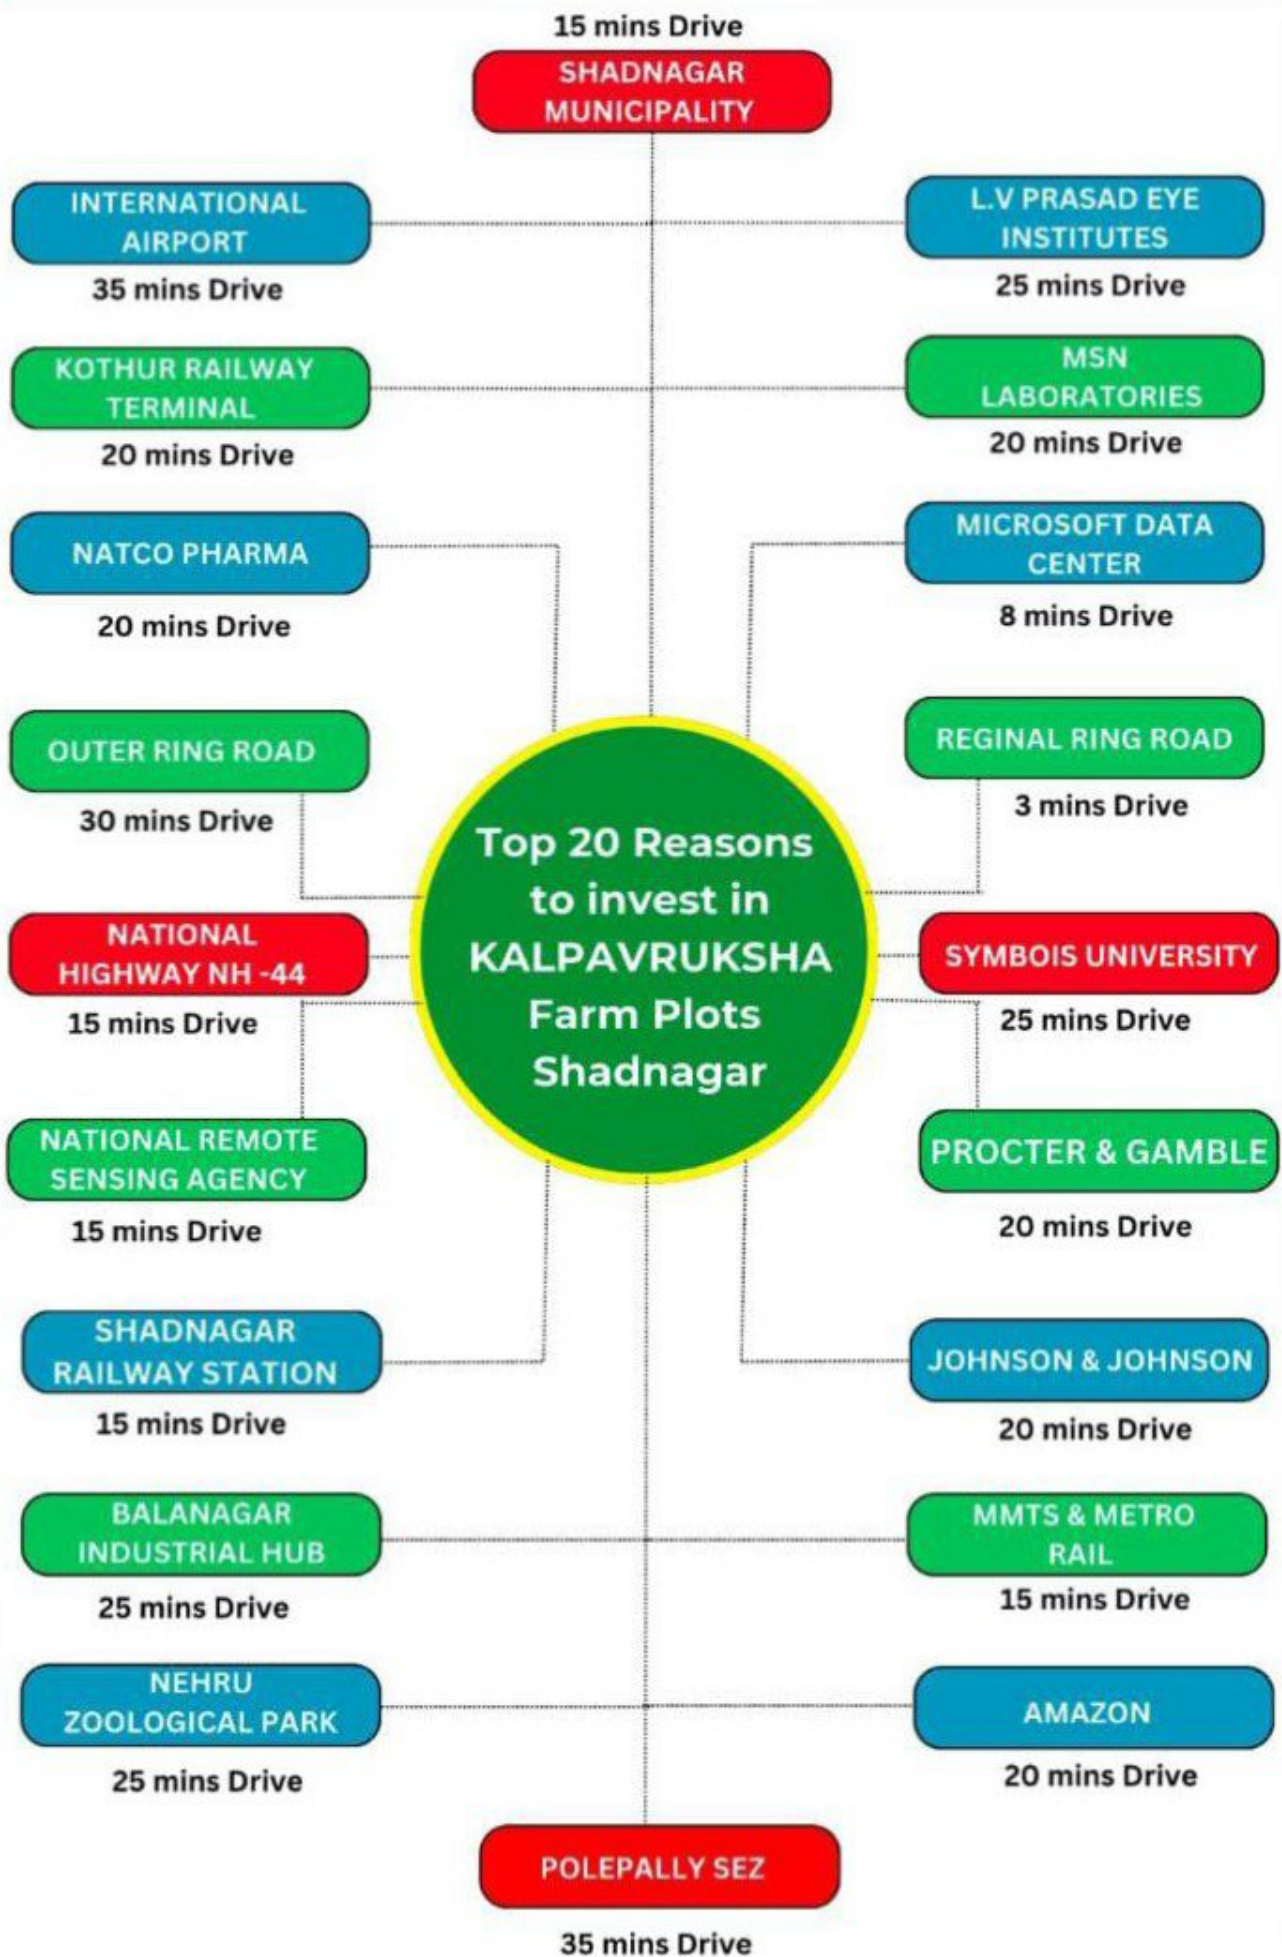 15 mins Drive
SHADNAGAR
MUNICIPALITY
INTERNATIONAL
AIRPORT
35 mins Drive
L.V PRASAD EYE
INSTITUTES
25 mins Drive
KOTHUR RAILWAY
TERMINAL
20 mins Drive
MSN
LABORATORIES
20 mins Drive
NATCO PHARMA
20 mins Drive
MICROSOFT DATA
CENTER
8 mins Drive
OUTER RING ROAD
30 mins Drive
REGINAL RING ROAD
3 mins Drive
Top 20 Reasons
to invest in
KALPAVRUKSHA
Farm Plots
Shadnagar
NATIONAL
HIGHWAY NH -44
15 mins Drive
SYMBOIS UNIVERSITY
25 mins Drive
NATIONAL REMOTE
SENSING AGENCY
15 mins Drive
PROCTER & GAMBLE
20 mins Drive
SHADNAGAR
RAILWAY STATION
15 mins Drive
JOHNSON & JOHNSON
20 mins Drive
BALANAGAR
INDUSTRIAL HUB
25 mins Drive
MMTS & METRO
RAIL
15 mins Drive
NEHRU
ZOOLOGICAL PARK
25 mins Drive
AMAZON
20 mins Drive
POLEPALLY SEZ
35 mins Drive